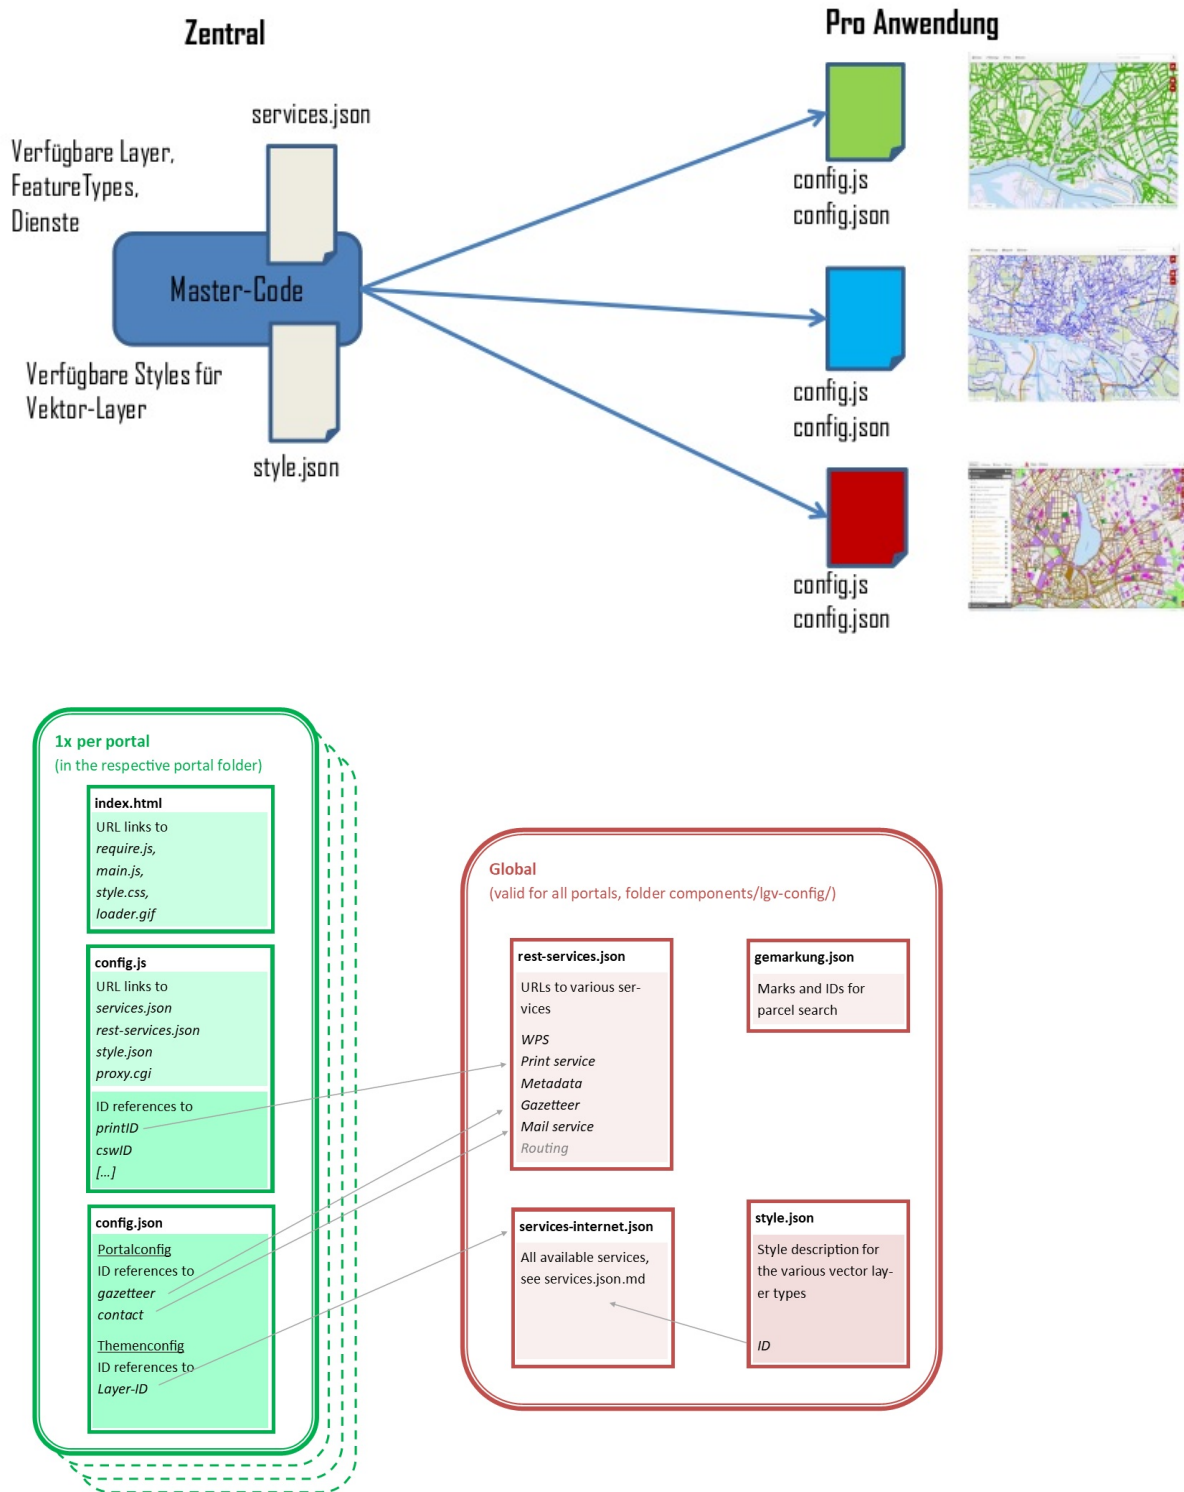 Zentral
Pro Anwendung
services.json
Verfügbare Layer,
FeatureTypes,
Dienste
Master-Code
Verfügbare Styles für
Vektor-Layer
style.json
config.js
config.json
config.js
config.json
config.js
config.json
1x per portal
(in the respective portal folder)
index.html
URL links to
require.js,
main.js,
style.css,
loader.gif
config.js
URL links to
services.json
rest-services.json
style.json
proxy.cgi
ID references to
printID
cswID
[...]
config.json
Portalconfig
ID references to
gazetteer
contact
Themenconfig
ID references to
Layer-ID
Global
(valid for all portals, folder components/lgv-config/)
rest-services.json
URLs to various ser-
vices
WPS
Print service
Metadata
Gazetteer
Mail service
Routing
gemarkung.json
Marks and IDs for
parcel search
services-internet.json
All available services,
see services.json.md
style.json
Style description for
the various vector lay-
er types
ID